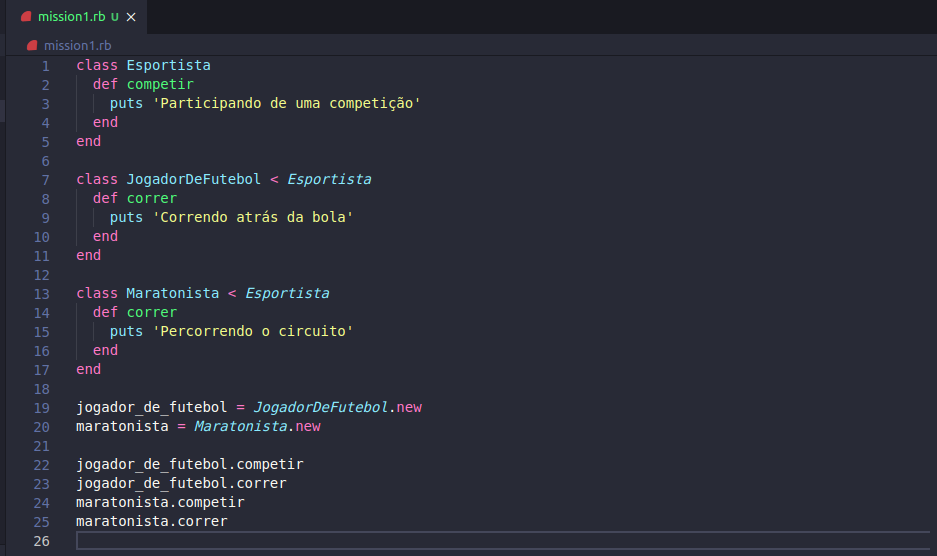 mission1.rb U ×
mission1.rb
1 class Esportista
2   def competir
3     puts 'Participando de uma competição'
4   end
5 end
6
7 class JogadorDeFutebol < Esportista
8   def correr
9     puts 'Correndo atrás da bola'
10   end
11 end
12
13 class Maratonista < Esportista
14   def correr
15     puts 'Percorrendo o circuito'
16   end
17 end
18
19 jogador_de_futebol = JogadorDeFutebol.new
20 maratonista = Maratonista.new
21
22 jogador_de_futebol.competir
23 jogador_de_futebol.correr
24 maratonista.competir
25 maratonista.correr
26